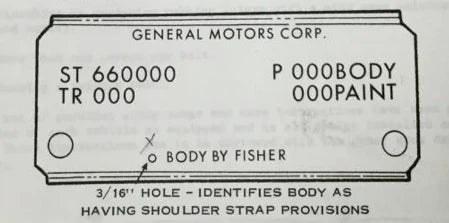 GENERAL MOTORS CORP.
ST 660000 P 000BODY
TR 000 000PAINT
BODY BY FISHER
3/16" HOLE - IDENTIFIES BODY AS
HAVING SHOULDER STRAP PROVISIONS